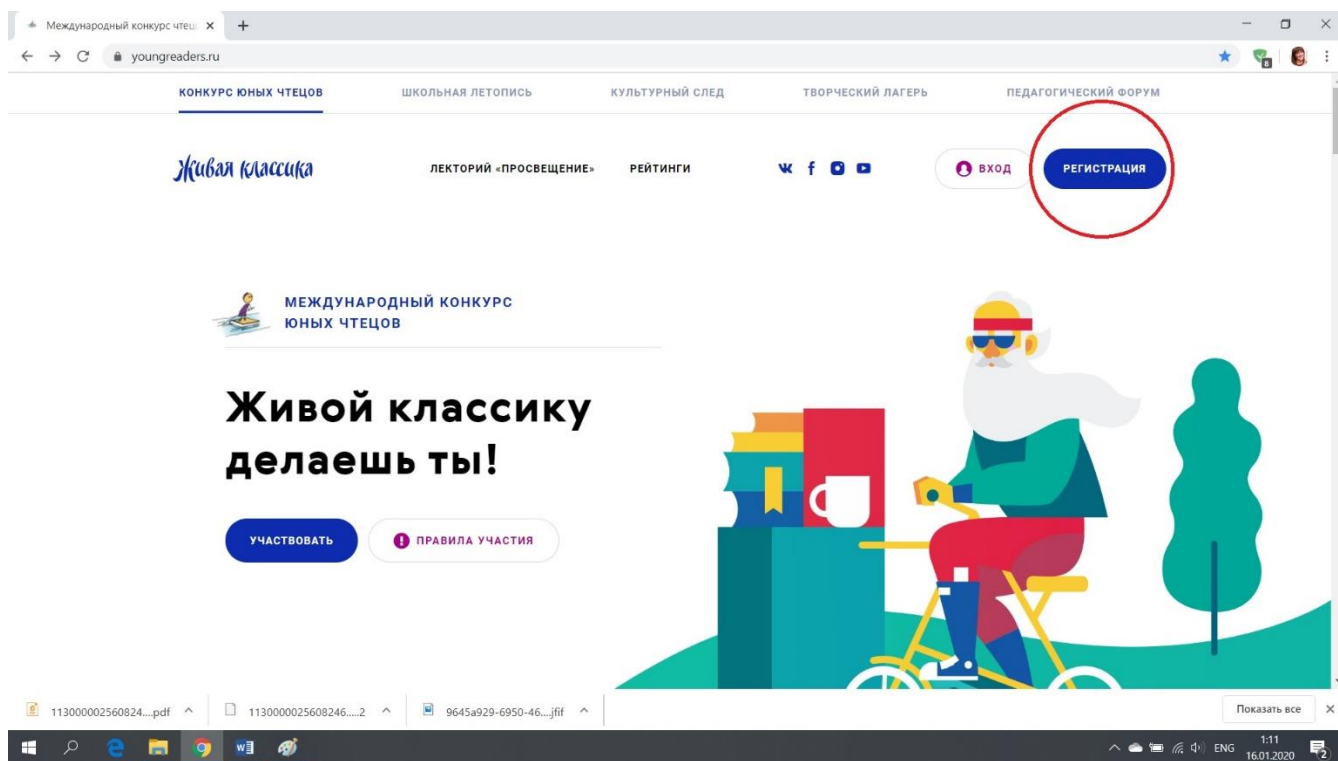 Международный конкурс чтец
youngreaders.ru
8
КОНКУРС ЮНЫХ ЧТЕЦОВ ШКОЛЬНАЯ ЛЕТОПИСЬ КУЛЬТУРНЫЙ СЛЕД ТВОРЧЕСКИЙ ЛАГЕРЬ ПЕДАГОГИЧЕСКИЙ ФОРУМ
Живая классика ЛЕКТОРИЙ «ПРОСВЕЩЕНИЕ» РЕЙТИНГИ ВХОД РЕГИСТРАЦИЯ
МЕЖДУНАРОДНЫЙ КОНКУРС
ЮНЫХ ЧТЕЦОВ
Живой классику
делаешь ты!
УЧАСТВОВАТЬ ПРАВИЛА УЧАСТИЯ
113000002560824....pdf 1130000025608246.....2 9645a929-6950-46....jfif Показать все
ENG 1:11
16.01.2020 2